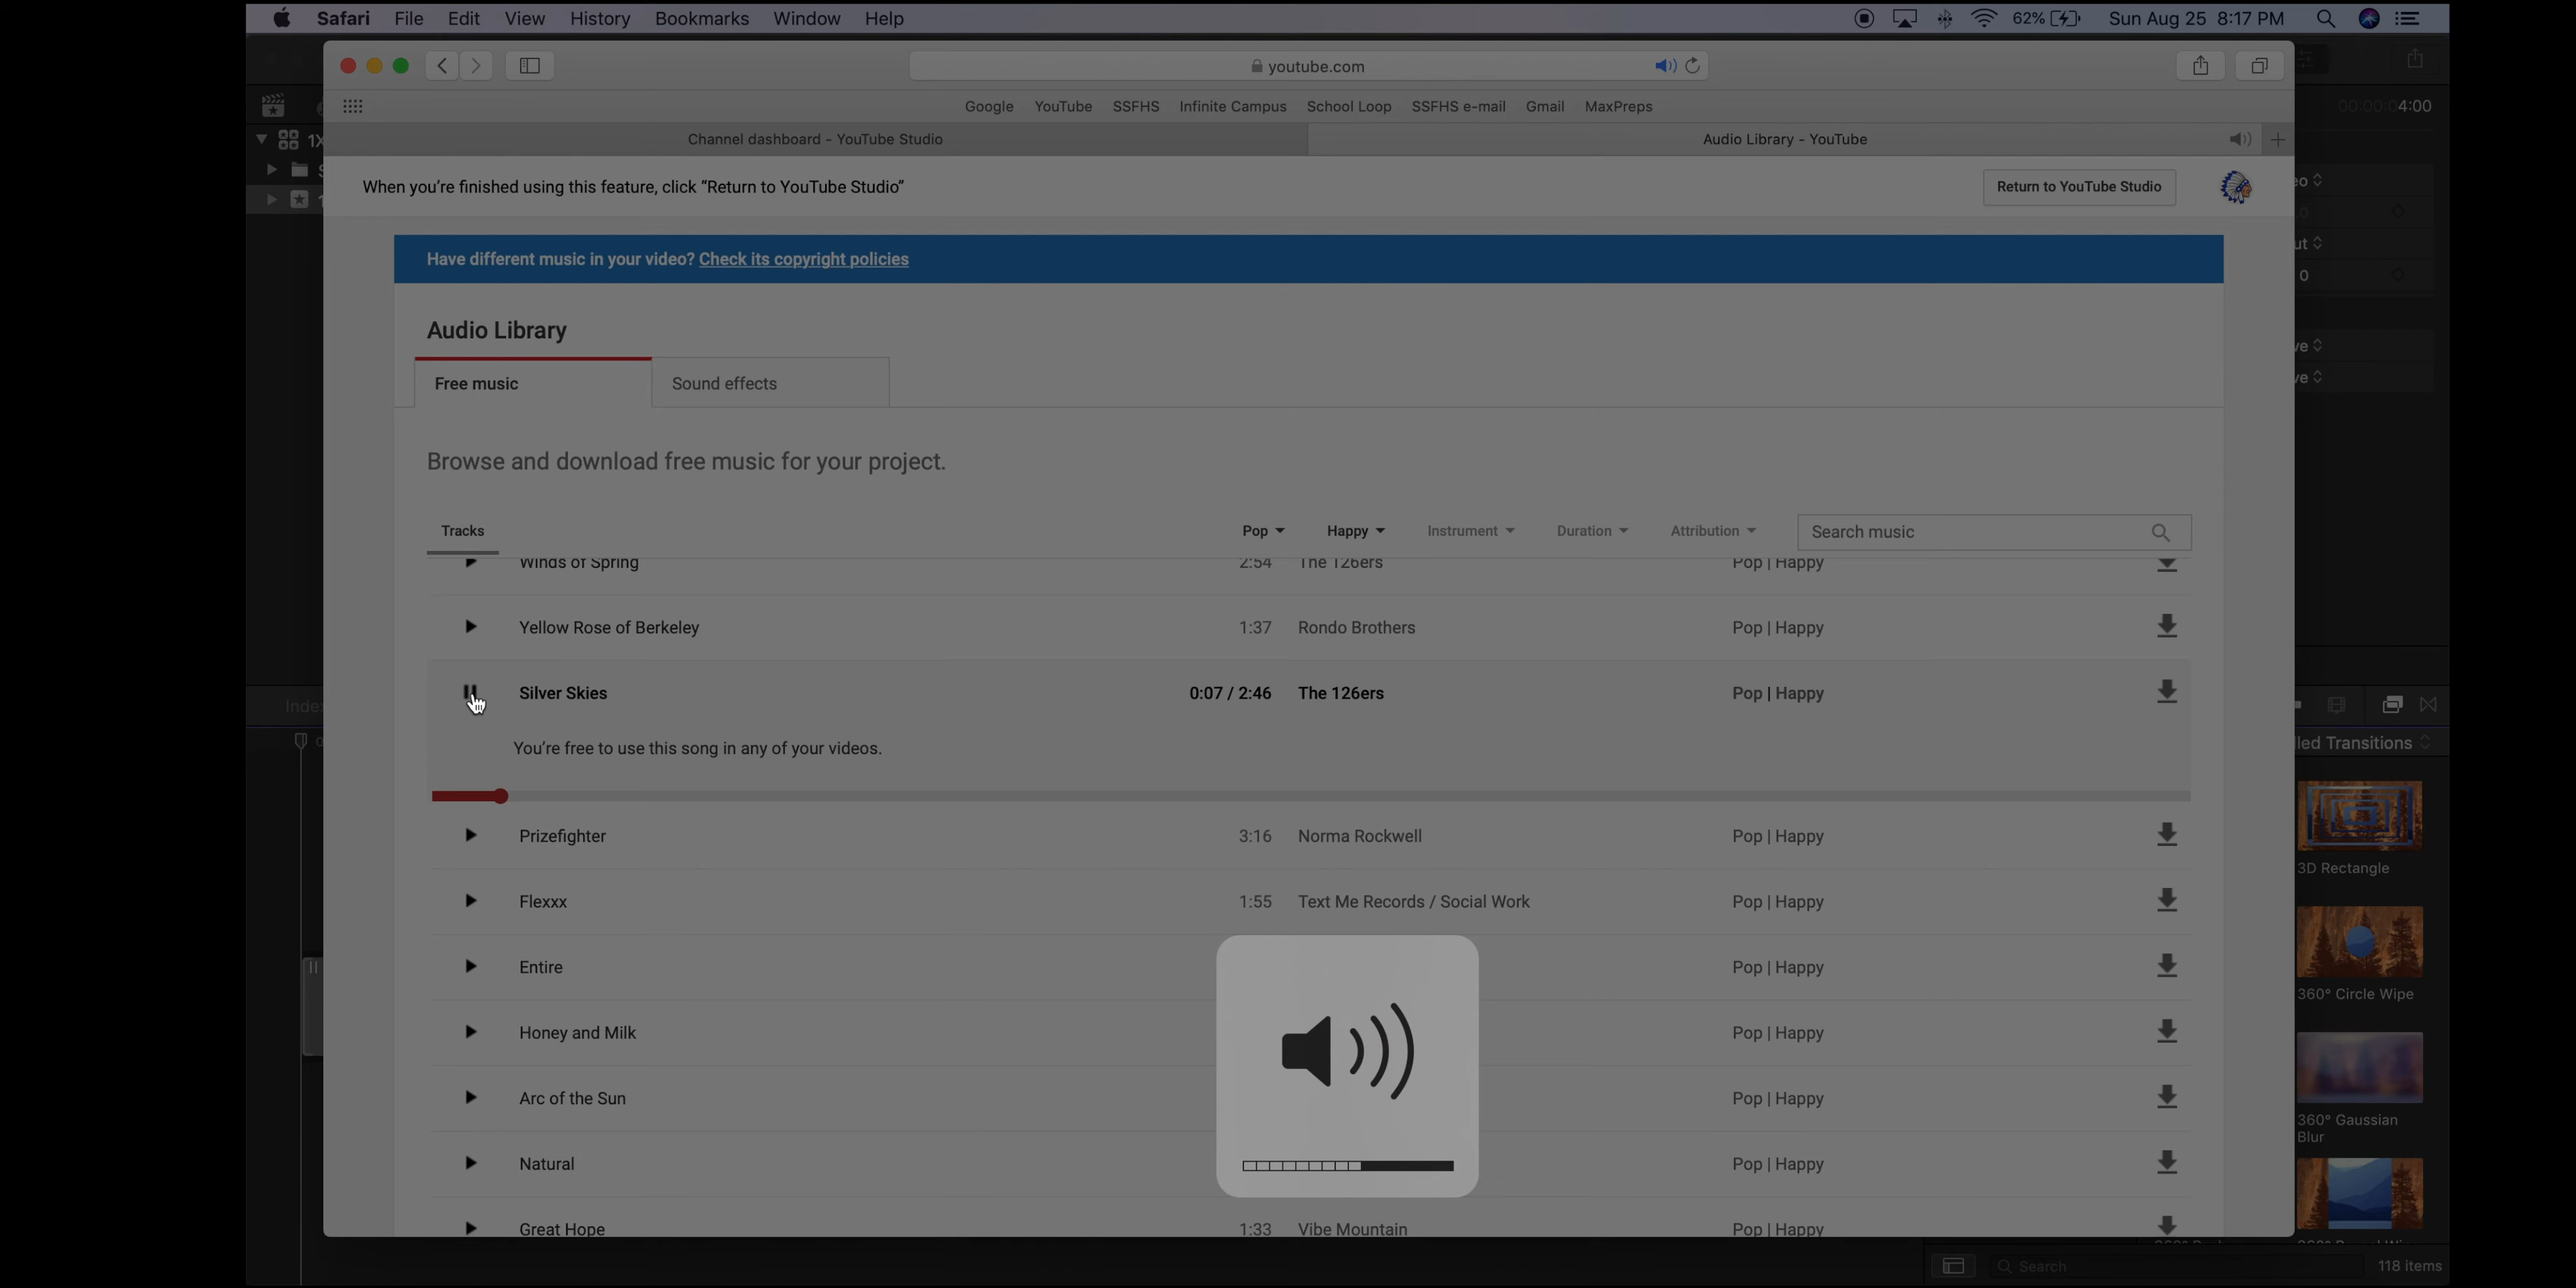 Safari File Edit View History Bookmarks Window Help 62% Sun Aug 25 8:17 PM
youtube.com
Google YouTube SSFHS Infinite Campus School Loop SSFHS e-mail Gmail MaxPreps
00:00:04:00
Channel dashboard - YouTube Studio Audio Library - YouTube
When you're finished using this feature, click “Return to YouTube Studio” Return to YouTube Studio
Have different music in your video? Check its copyright policies
Audio Library
Free music Sound effects
Browse and download free music for your project.
Tracks Pop Happy Instrument Duration Attribution Search music
Winds of Spring 2:54 The 126ers Pop | Happy
Yellow Rose of Berkeley 1:37 Rondo Brothers Pop | Happy
Silver Skies 0:07 / 2:46 The 126ers Pop | Happy
You're free to use this song in any of your videos.
Prizefighter 3:16 Norma Rockwell Pop | Happy
Flexxx 1:55 Text Me Records / Social Work Pop | Happy
Entire Pop | Happy
Honey and Milk Pop | Happy
Arc of the Sun Pop | Happy
Natural Pop | Happy
Great Hope 1:33 Vibe Mountain Pop | Happy
Transitions
3D Rectangle
360° Circle Wipe
360° Gaussian
Blur
Search 118 items